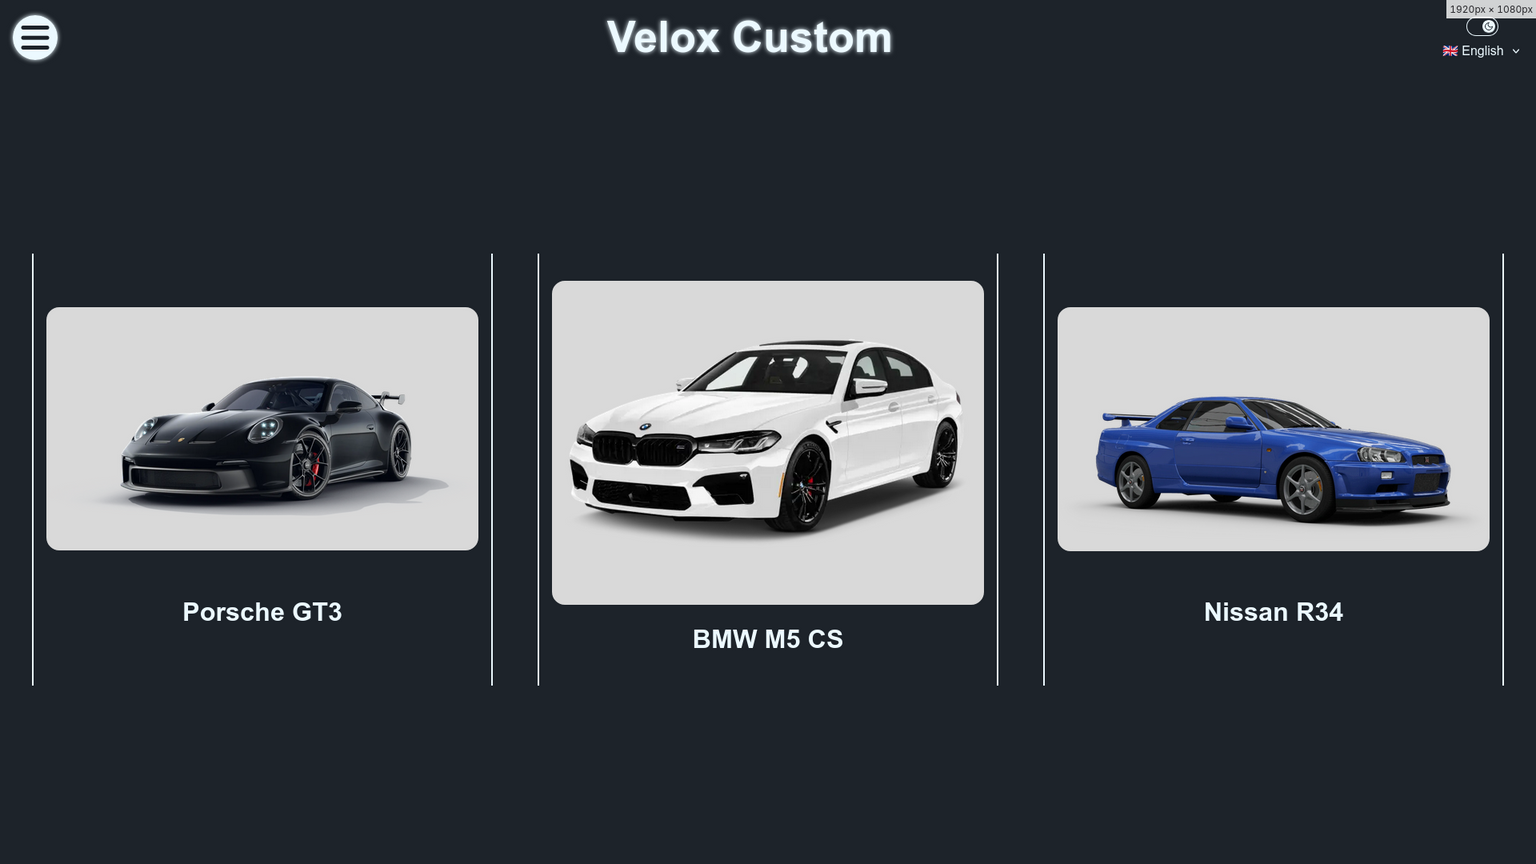 1920px × 1080px
Velox Custom
🇬🇧 English
Porsche GT3
BMW M5 CS
Nissan R34